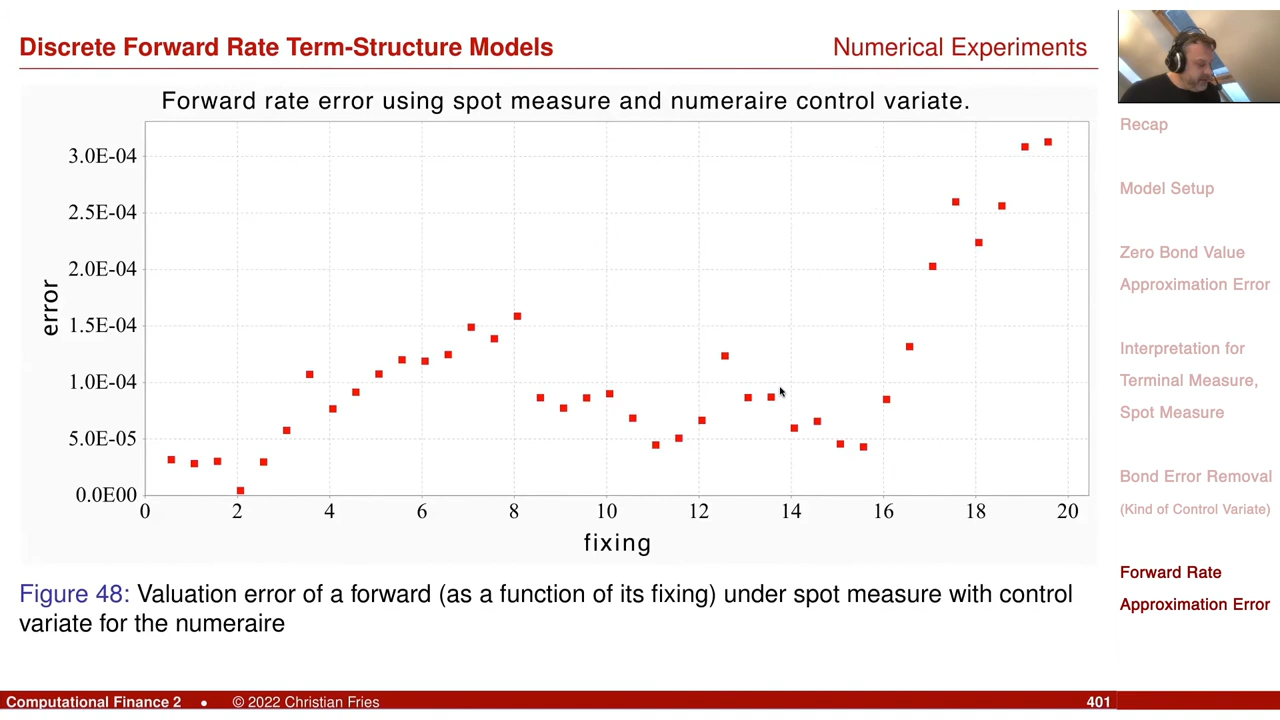 Discrete Forward Rate Term-Structure Models
Numerical Experiments
Forward rate error using spot measure and numeraire control variate.
3.0E-04
2.5E-04
2.0E-04
1.5E-04
1.0E-04
5.0E-05
0.0E00
error
0 2 4 6 8 10 12 14 16 18 20
fixing
Figure 48: Valuation error of a forward (as a function of its fixing) under spot measure with control
variate for the numeraire
Recap
Model Setup
Zero Bond Value
Approximation Error
Interpretation for
Terminal Measure,
Spot Measure
Bond Error Removal
(Kind of Control Variate)
Forward Rate
Approximation Error
Computational Finance 2 • © 2022 Christian Fries 401